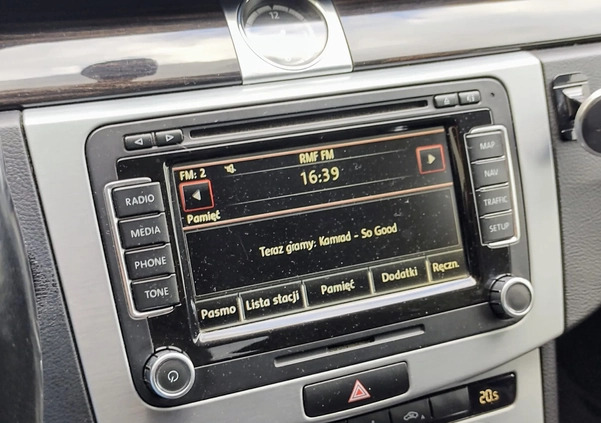 12
FM: 2
RMF FM
16:39
Pamięć
Teraz gramy: Kamrad - So Good
Pasmo
Lista stacji
Pamięć
Dodatki
Ręczn.
RADIO
MEDIA
PHONE
TONE
MAP
NAV
TRAFFIC
SETUP
20.5